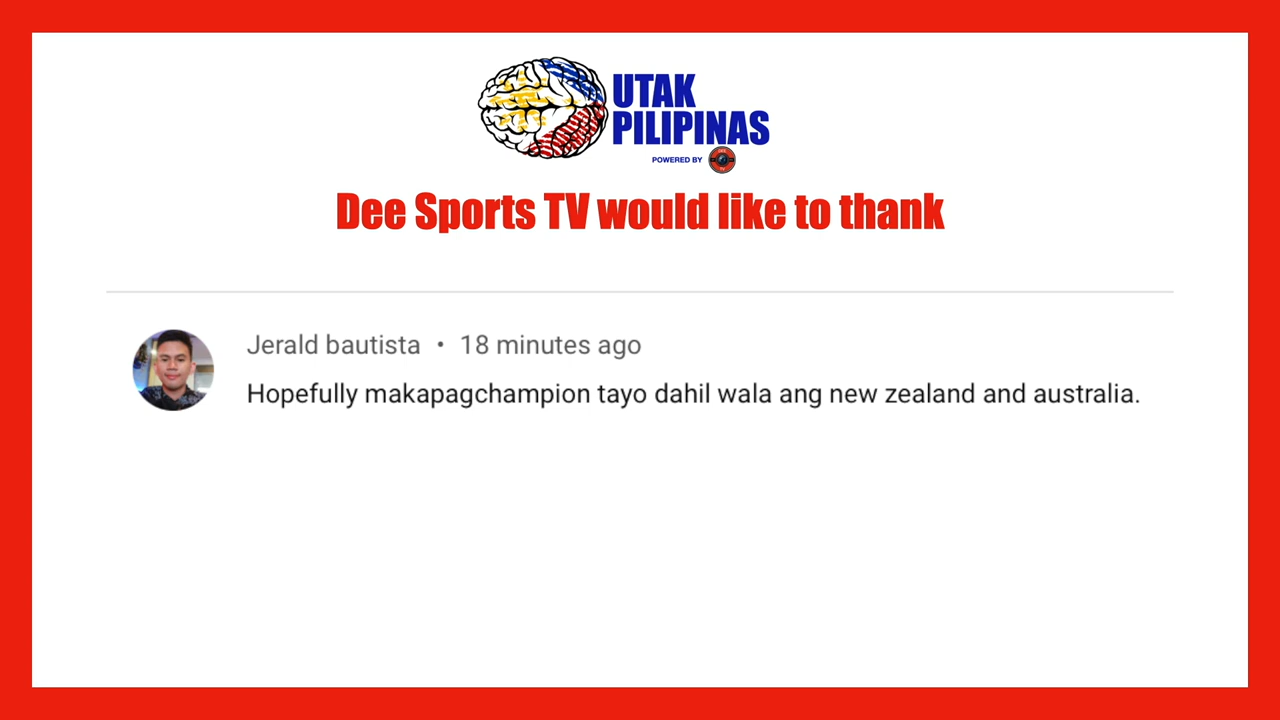 UTAK
PILIPINAS
POWERED BY
Dee Sports TV would like to thank
Jerald bautista • 18 minutes ago
Hopefully makapagchampion tayo dahil wala ang new zealand and australia.